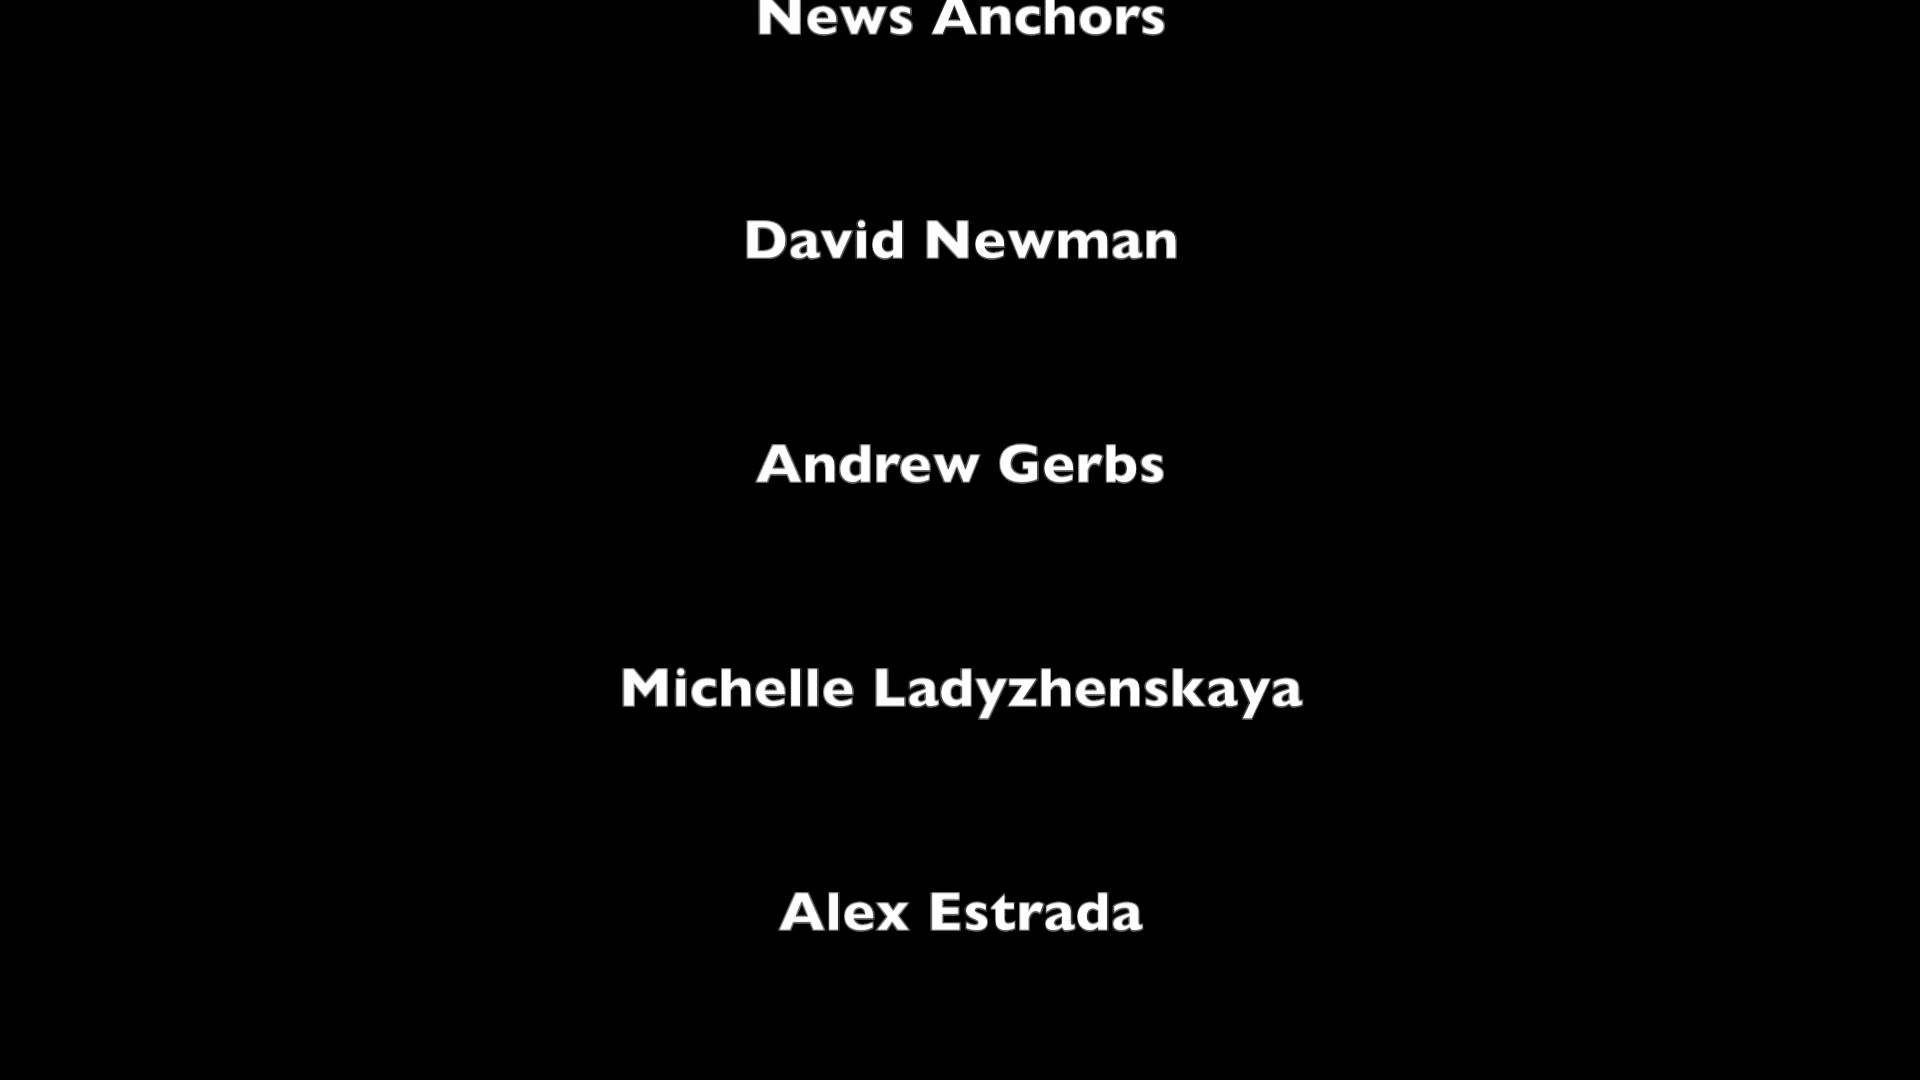 News Anchors
David Newman
Andrew Gerbs
Michelle Ladyzhenskaya
Alex Estrada